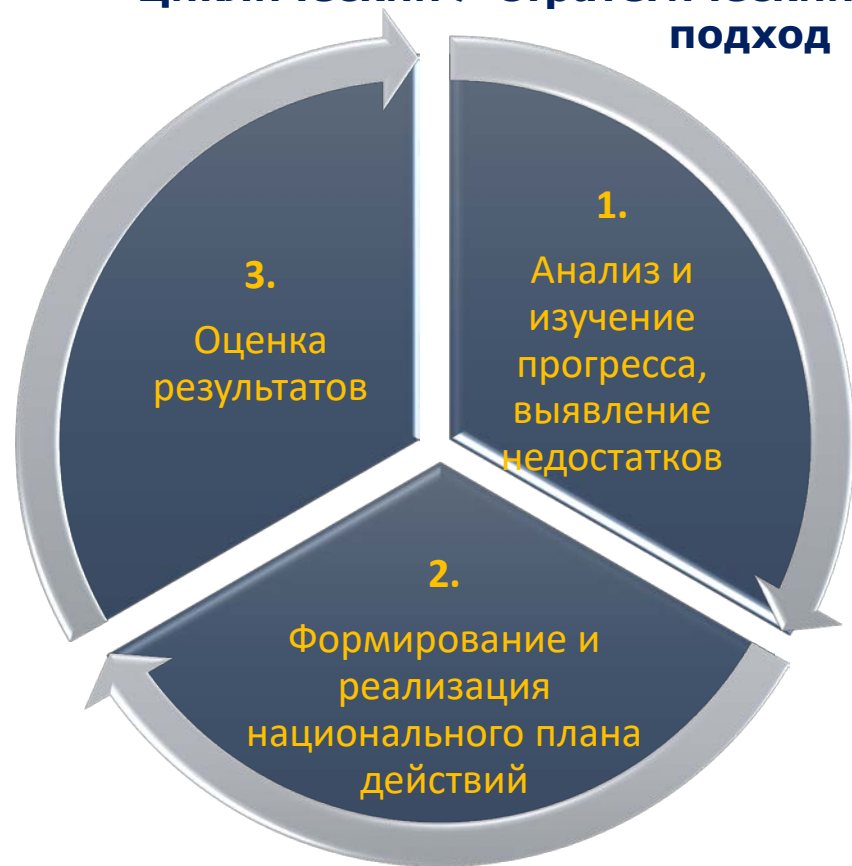 подход
1.
Анализ и
изучение
прогресса,
выявление
недостатков
2.
Формирование и
реализация
национального плана
действий
3.
Оценка
результатов